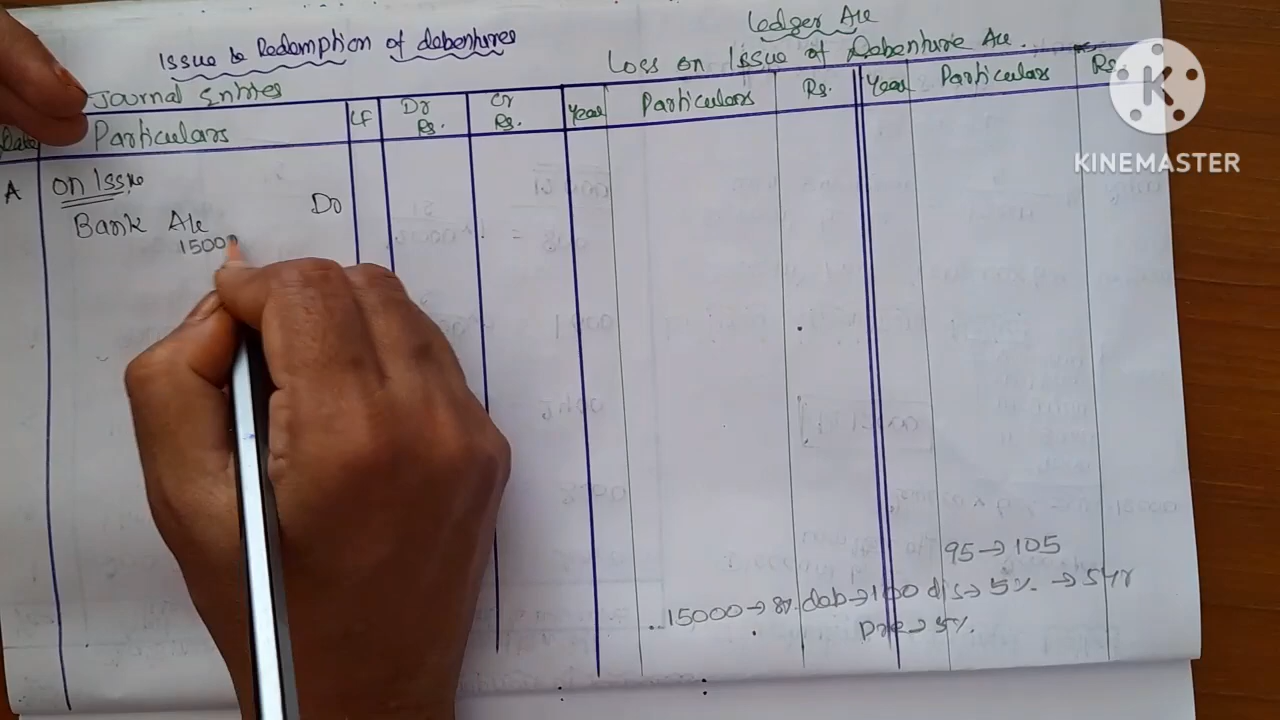 Issue & Redemption of debentures
Ledger A/c
Journal Entries
Loss on Issue of Debenture A/c.
Date Particulars LF Dr Rs. Cr Rs. Year Particulars Rs. Year Particulars Rs.
A on Issue
Bank A/c Dr
15000
95→105
15000→8% deb→100 dis→5% →5yr
pre→5%.
K
KINEMASTER